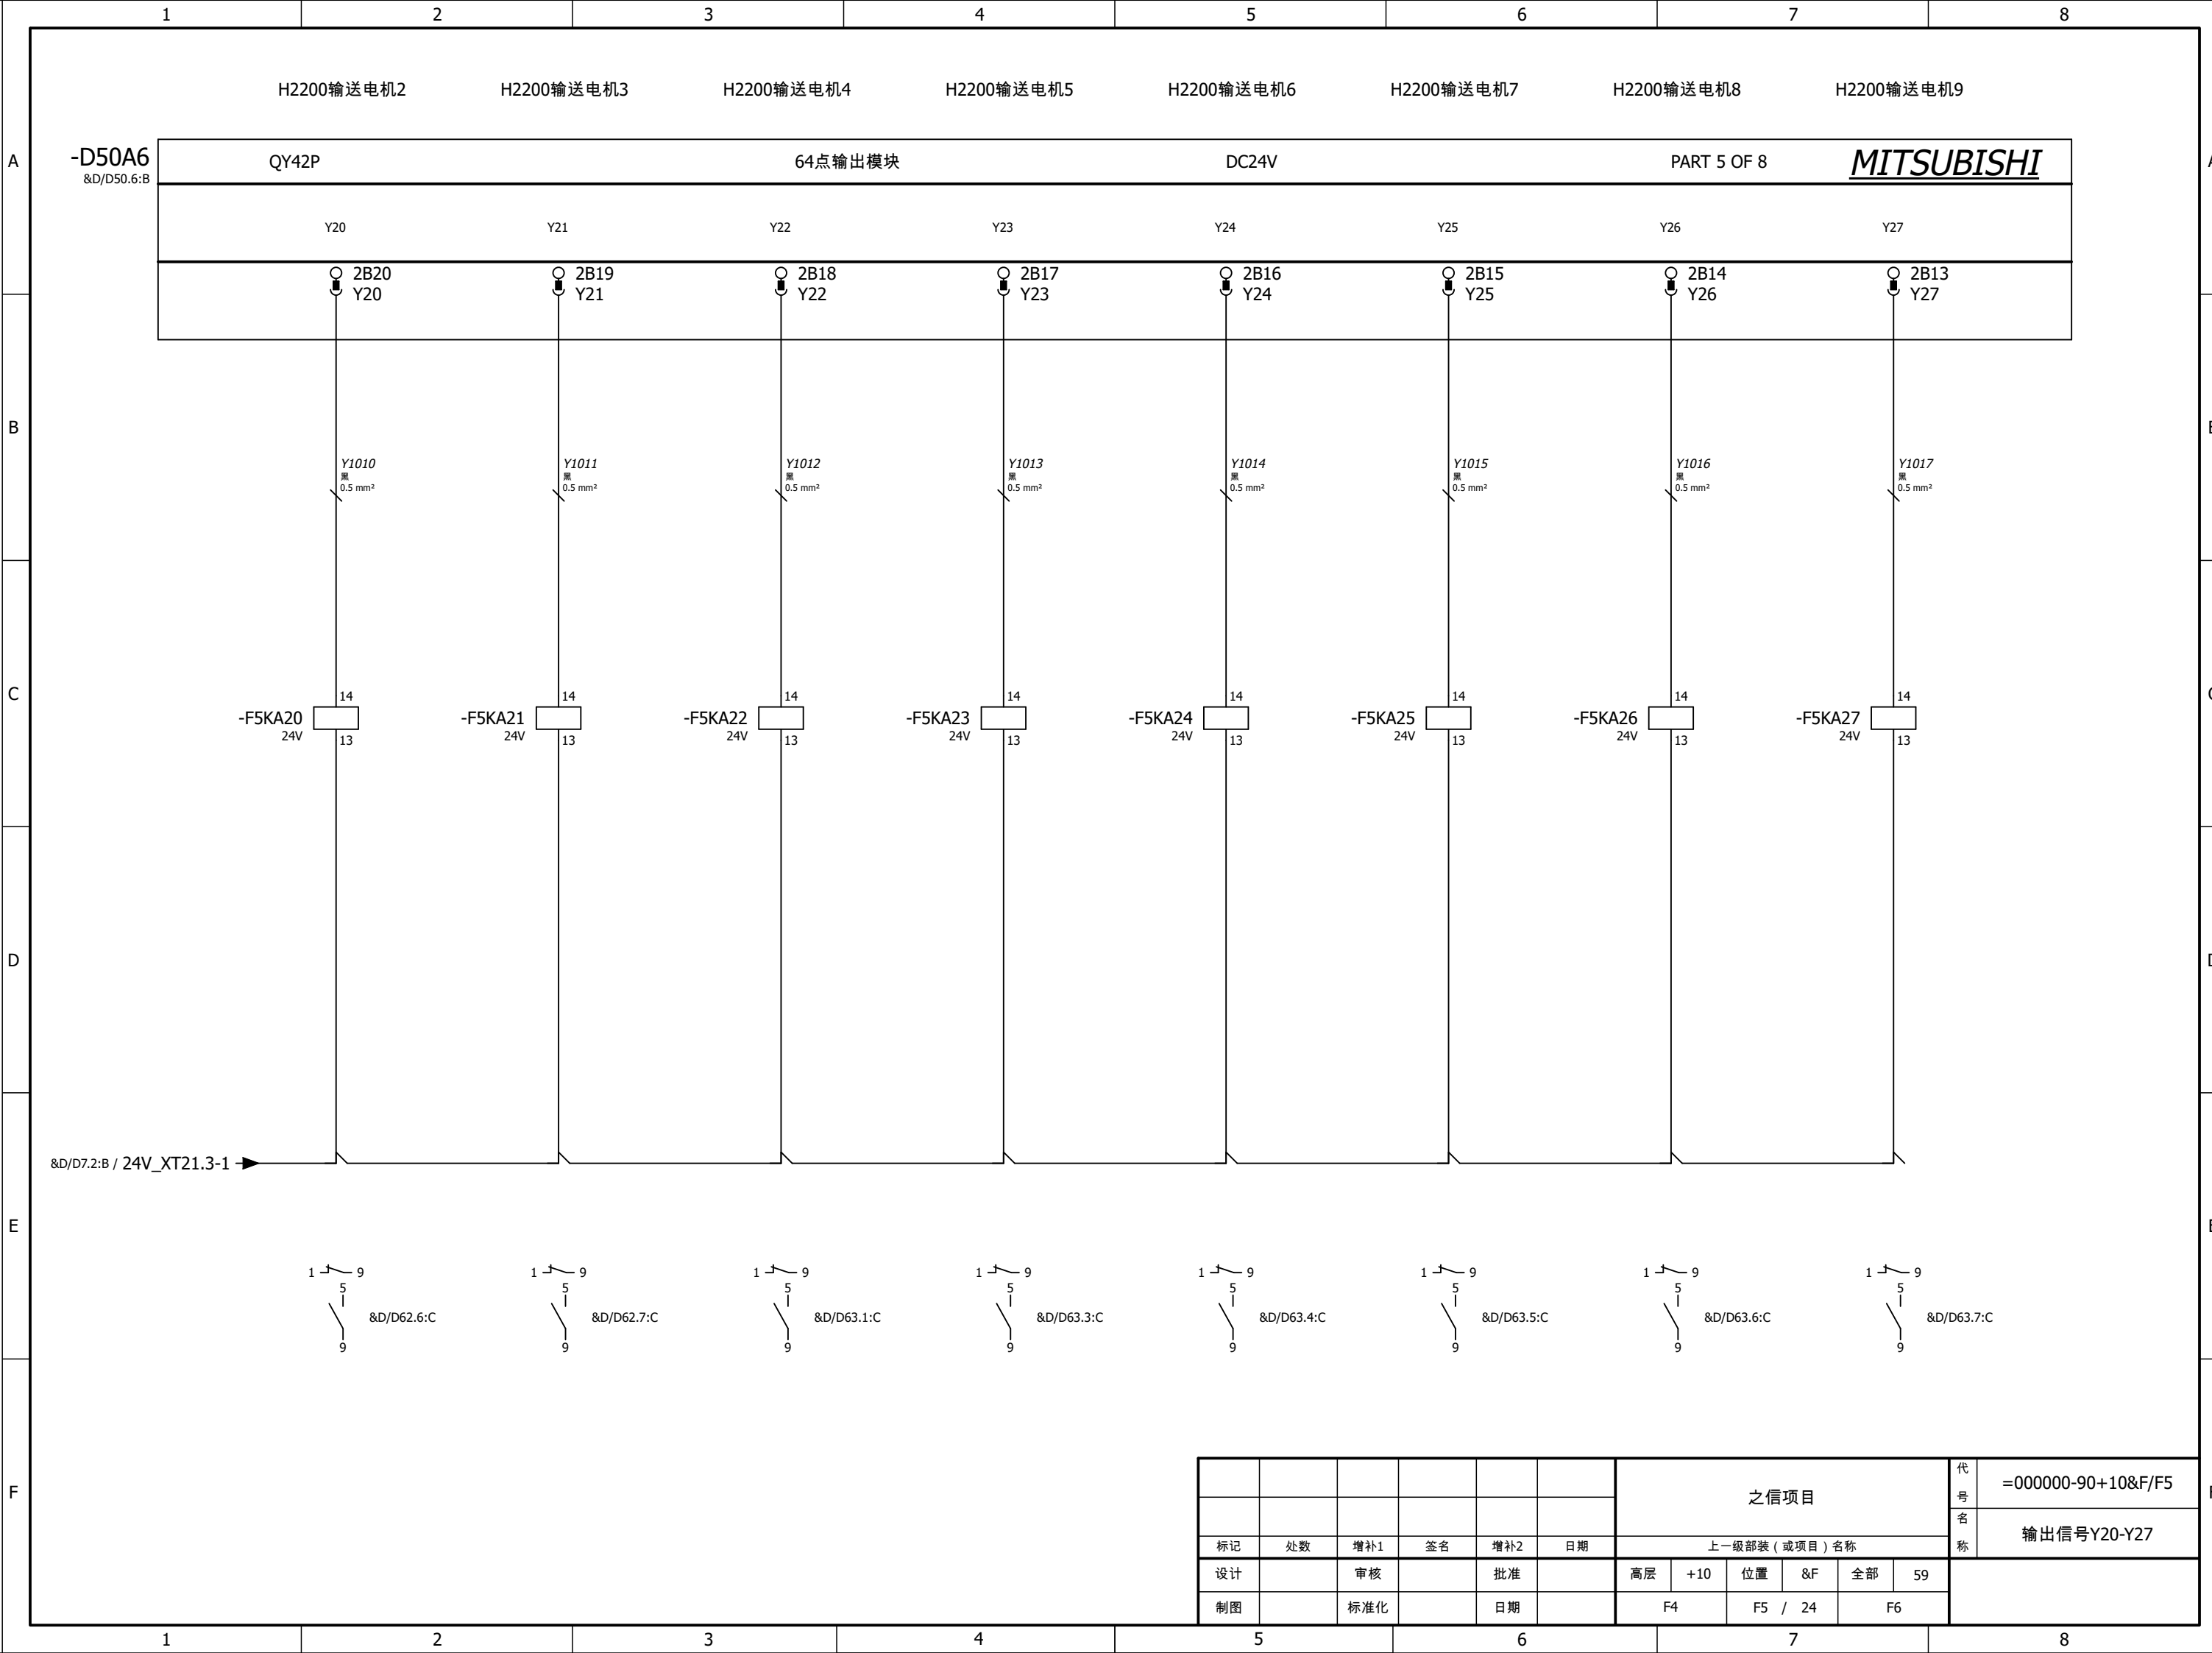 1 2 3 4 5 6 7 8
H2200输送电机2 H2200输送电机3 H2200输送电机4 H2200输送电机5 H2200输送电机6 H2200输送电机7 H2200输送电机8 H2200输送电机9
A -D50A6 QY42P 64点输出模块 DC24V PART 5 OF 8 MITSUBISHI
&D/D50.6:B
Y20 Y21 Y22 Y23 Y24 Y25 Y26 Y27
2B20 2B19 2B18 2B17 2B16 2B15 2B14 2B13
Y20 Y21 Y22 Y23 Y24 Y25 Y26 Y27
B
Y1010 Y1011 Y1012 Y1013 Y1014 Y1015 Y1016 Y1017
黑 黑 黑 黑 黑 黑 黑 黑
0.5 mm² 0.5 mm² 0.5 mm² 0.5 mm² 0.5 mm² 0.5 mm² 0.5 mm² 0.5 mm²
C
14 14 14 14 14 14 14 14
-F5KA20 -F5KA21 -F5KA22 -F5KA23 -F5KA24 -F5KA25 -F5KA26 -F5KA27
24V 13 24V 13 24V 13 24V 13 24V 13 24V 13 24V 13 24V 13
D
&D/D7.2:B / 24V_XT21.3-1
E
1 9 1 9 1 9 1 9 1 9 1 9 1 9 1 9
5 5 5 5 5 5 5 5
&D/D62.6:C &D/D62.7:C &D/D63.1:C &D/D63.3:C &D/D63.4:C &D/D63.5:C &D/D63.6:C &D/D63.7:C
9 9 9 9 9 9 9 9
F
之信项目 代号 =000000-90+10&F/F5
名称 输出信号Y20-Y27
标记 处数 增补1 签名 增补2 日期 上一级部装（或项目）名称
设计 审核 批准 高层 +10 位置 &F 全部 59
制图 标准化 日期 F4 F5 / 24 F6
1 2 3 4 5 6 7 8